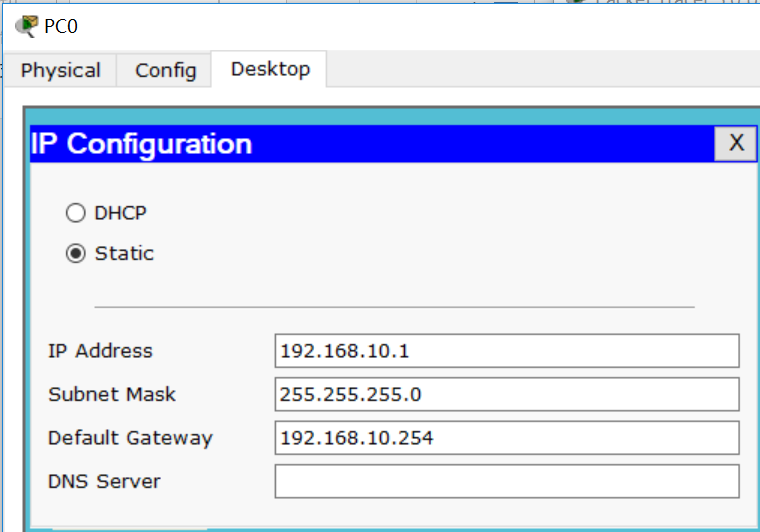 PC0
Physical Config Desktop
IP Configuration X
DHCP
Static
IP Address 192.168.10.1
Subnet Mask 255.255.255.0
Default Gateway 192.168.10.254
DNS Server